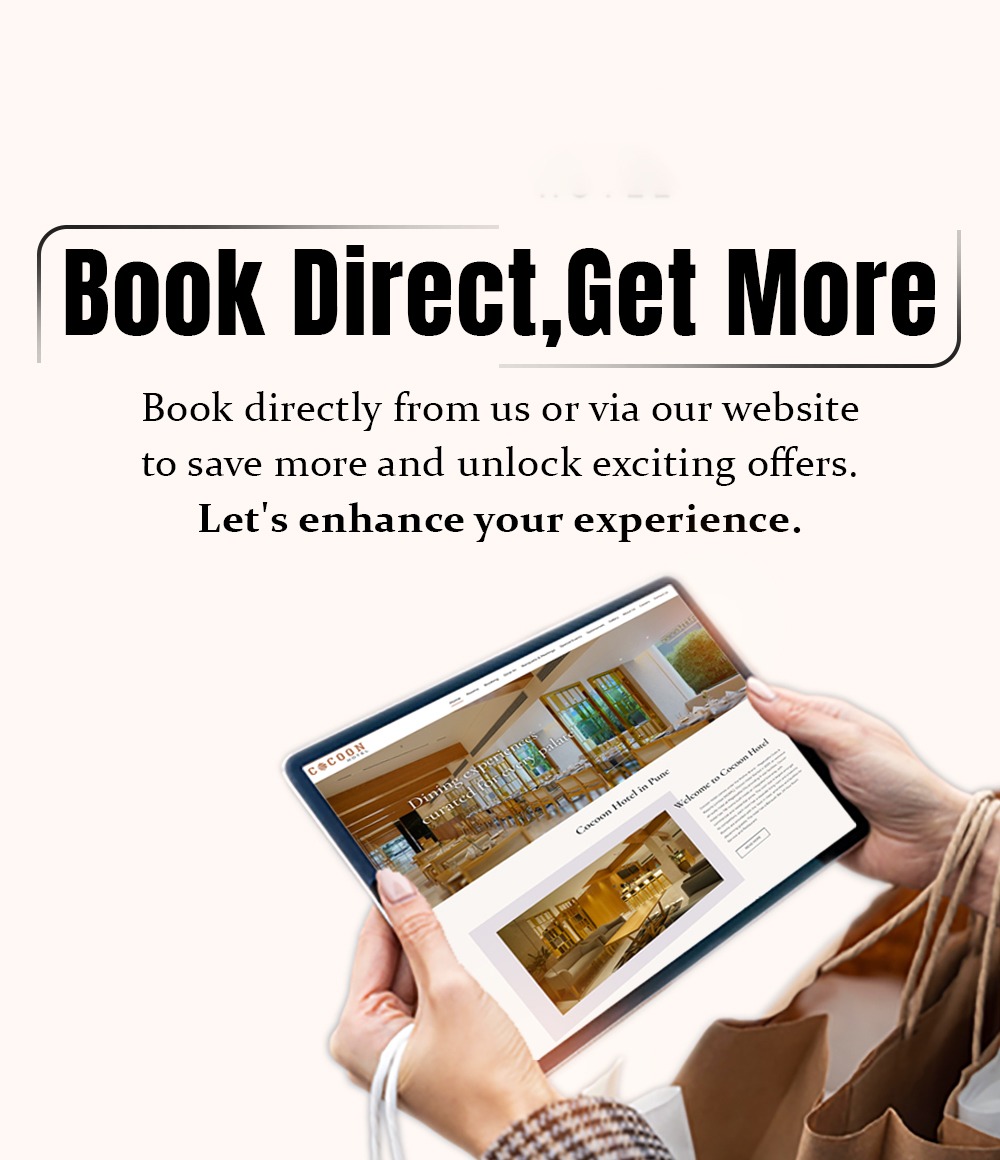 HOTEL
Book Direct,Get More
Book directly from us or via our website
to save more and unlock exciting offers.
Let's enhance your experience.
COCOON
HOTEL
Dining experiences
curated for every palate
Cocoon Hotel in Pune
Welcome to Cocoon Hotel